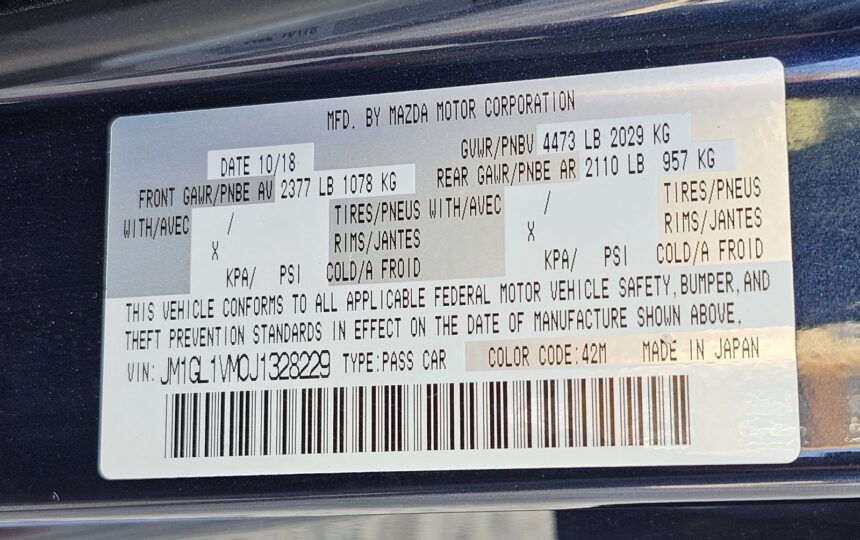 MFD. BY MAZDA MOTOR CORPORATION
DATE 10/18 GVWR/PNBV 4473 LB 2029 KG
FRONT GAWR/PNBE AV 2377 LB 1078 KG REAR GAWR/PNBE AR 2110 LB 957 KG
WITH/AVEC / TIRES/PNEUS WITH/AVEC / TIRES/PNEUS
X RIMS/JANTES X RIMS/JANTES
KPA/ PSI COLD/A FROID KPA/ PSI COLD/A FROID
THIS VEHICLE CONFORMS TO ALL APPLICABLE FEDERAL MOTOR VEHICLE SAFETY, BUMPER, AND
THEFT PREVENTION STANDARDS IN EFFECT ON THE DATE OF MANUFACTURE SHOWN ABOVE.
VIN: JM1GL1VM0J1328229 TYPE:PASS CAR COLOR CODE:42M MADE IN JAPAN